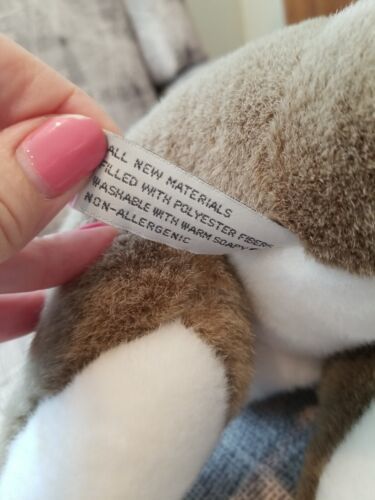 ALL NEW MATERIALS
FILLED WITH POLYESTER FIBERS
WASHABLE WITH WARM SOAPY
NON-ALLERGENIC